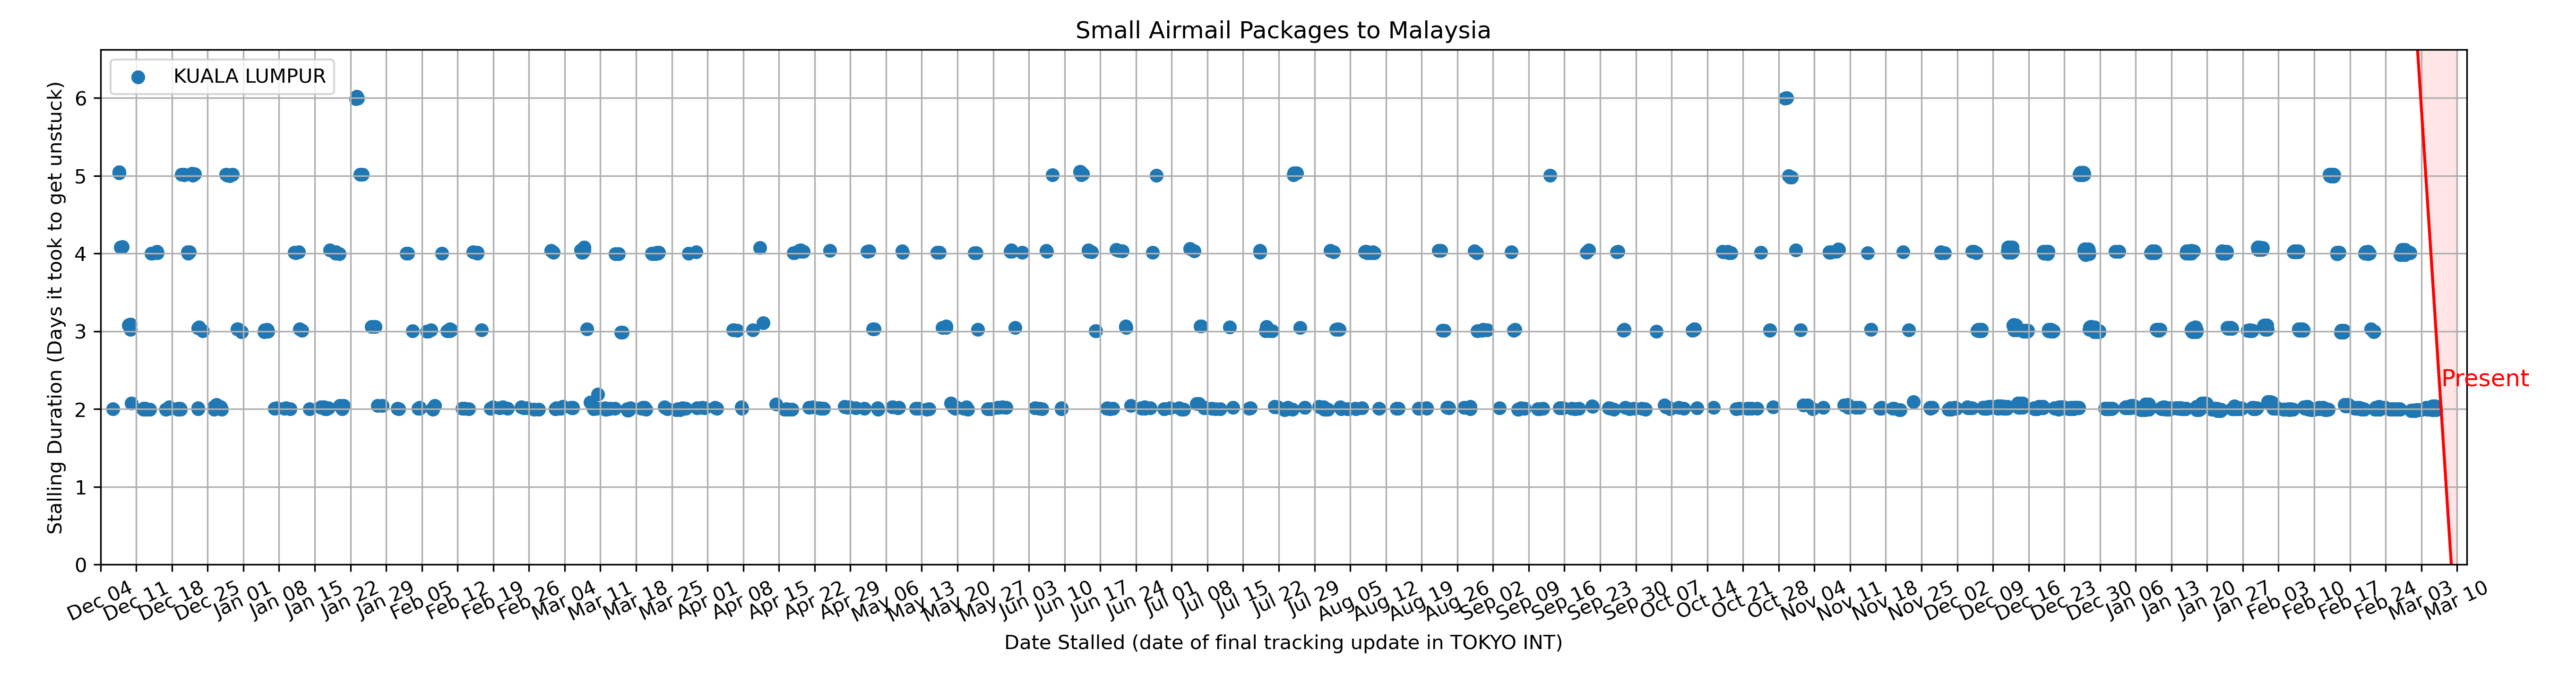 Small Airmail Packages to Malaysia
KUALA LUMPUR
Stalling Duration (Days it took to get unstuck)
6
5
4
3
2
1
0
Present
Dec 04
Dec 11
Dec 18
Dec 25
Jan 01
Jan 08
Jan 15
Jan 22
Jan 29
Feb 05
Feb 12
Feb 19
Feb 26
Mar 04
Mar 11
Mar 18
Mar 25
Apr 01
Apr 08
Apr 15
Apr 22
Apr 29
May 06
May 13
May 20
May 27
Jun 03
Jun 10
Jun 17
Jun 24
Jul 01
Jul 08
Jul 15
Jul 22
Jul 29
Aug 05
Aug 12
Aug 19
Aug 26
Sep 02
Sep 09
Sep 16
Sep 23
Sep 30
Oct 07
Oct 14
Oct 21
Oct 28
Nov 04
Nov 11
Nov 18
Nov 25
Dec 02
Dec 09
Dec 16
Dec 23
Dec 30
Jan 06
Jan 13
Jan 20
Jan 27
Feb 03
Feb 10
Feb 17
Feb 24
Mar 03
Mar 10
Date Stalled (date of final tracking update in TOKYO INT)